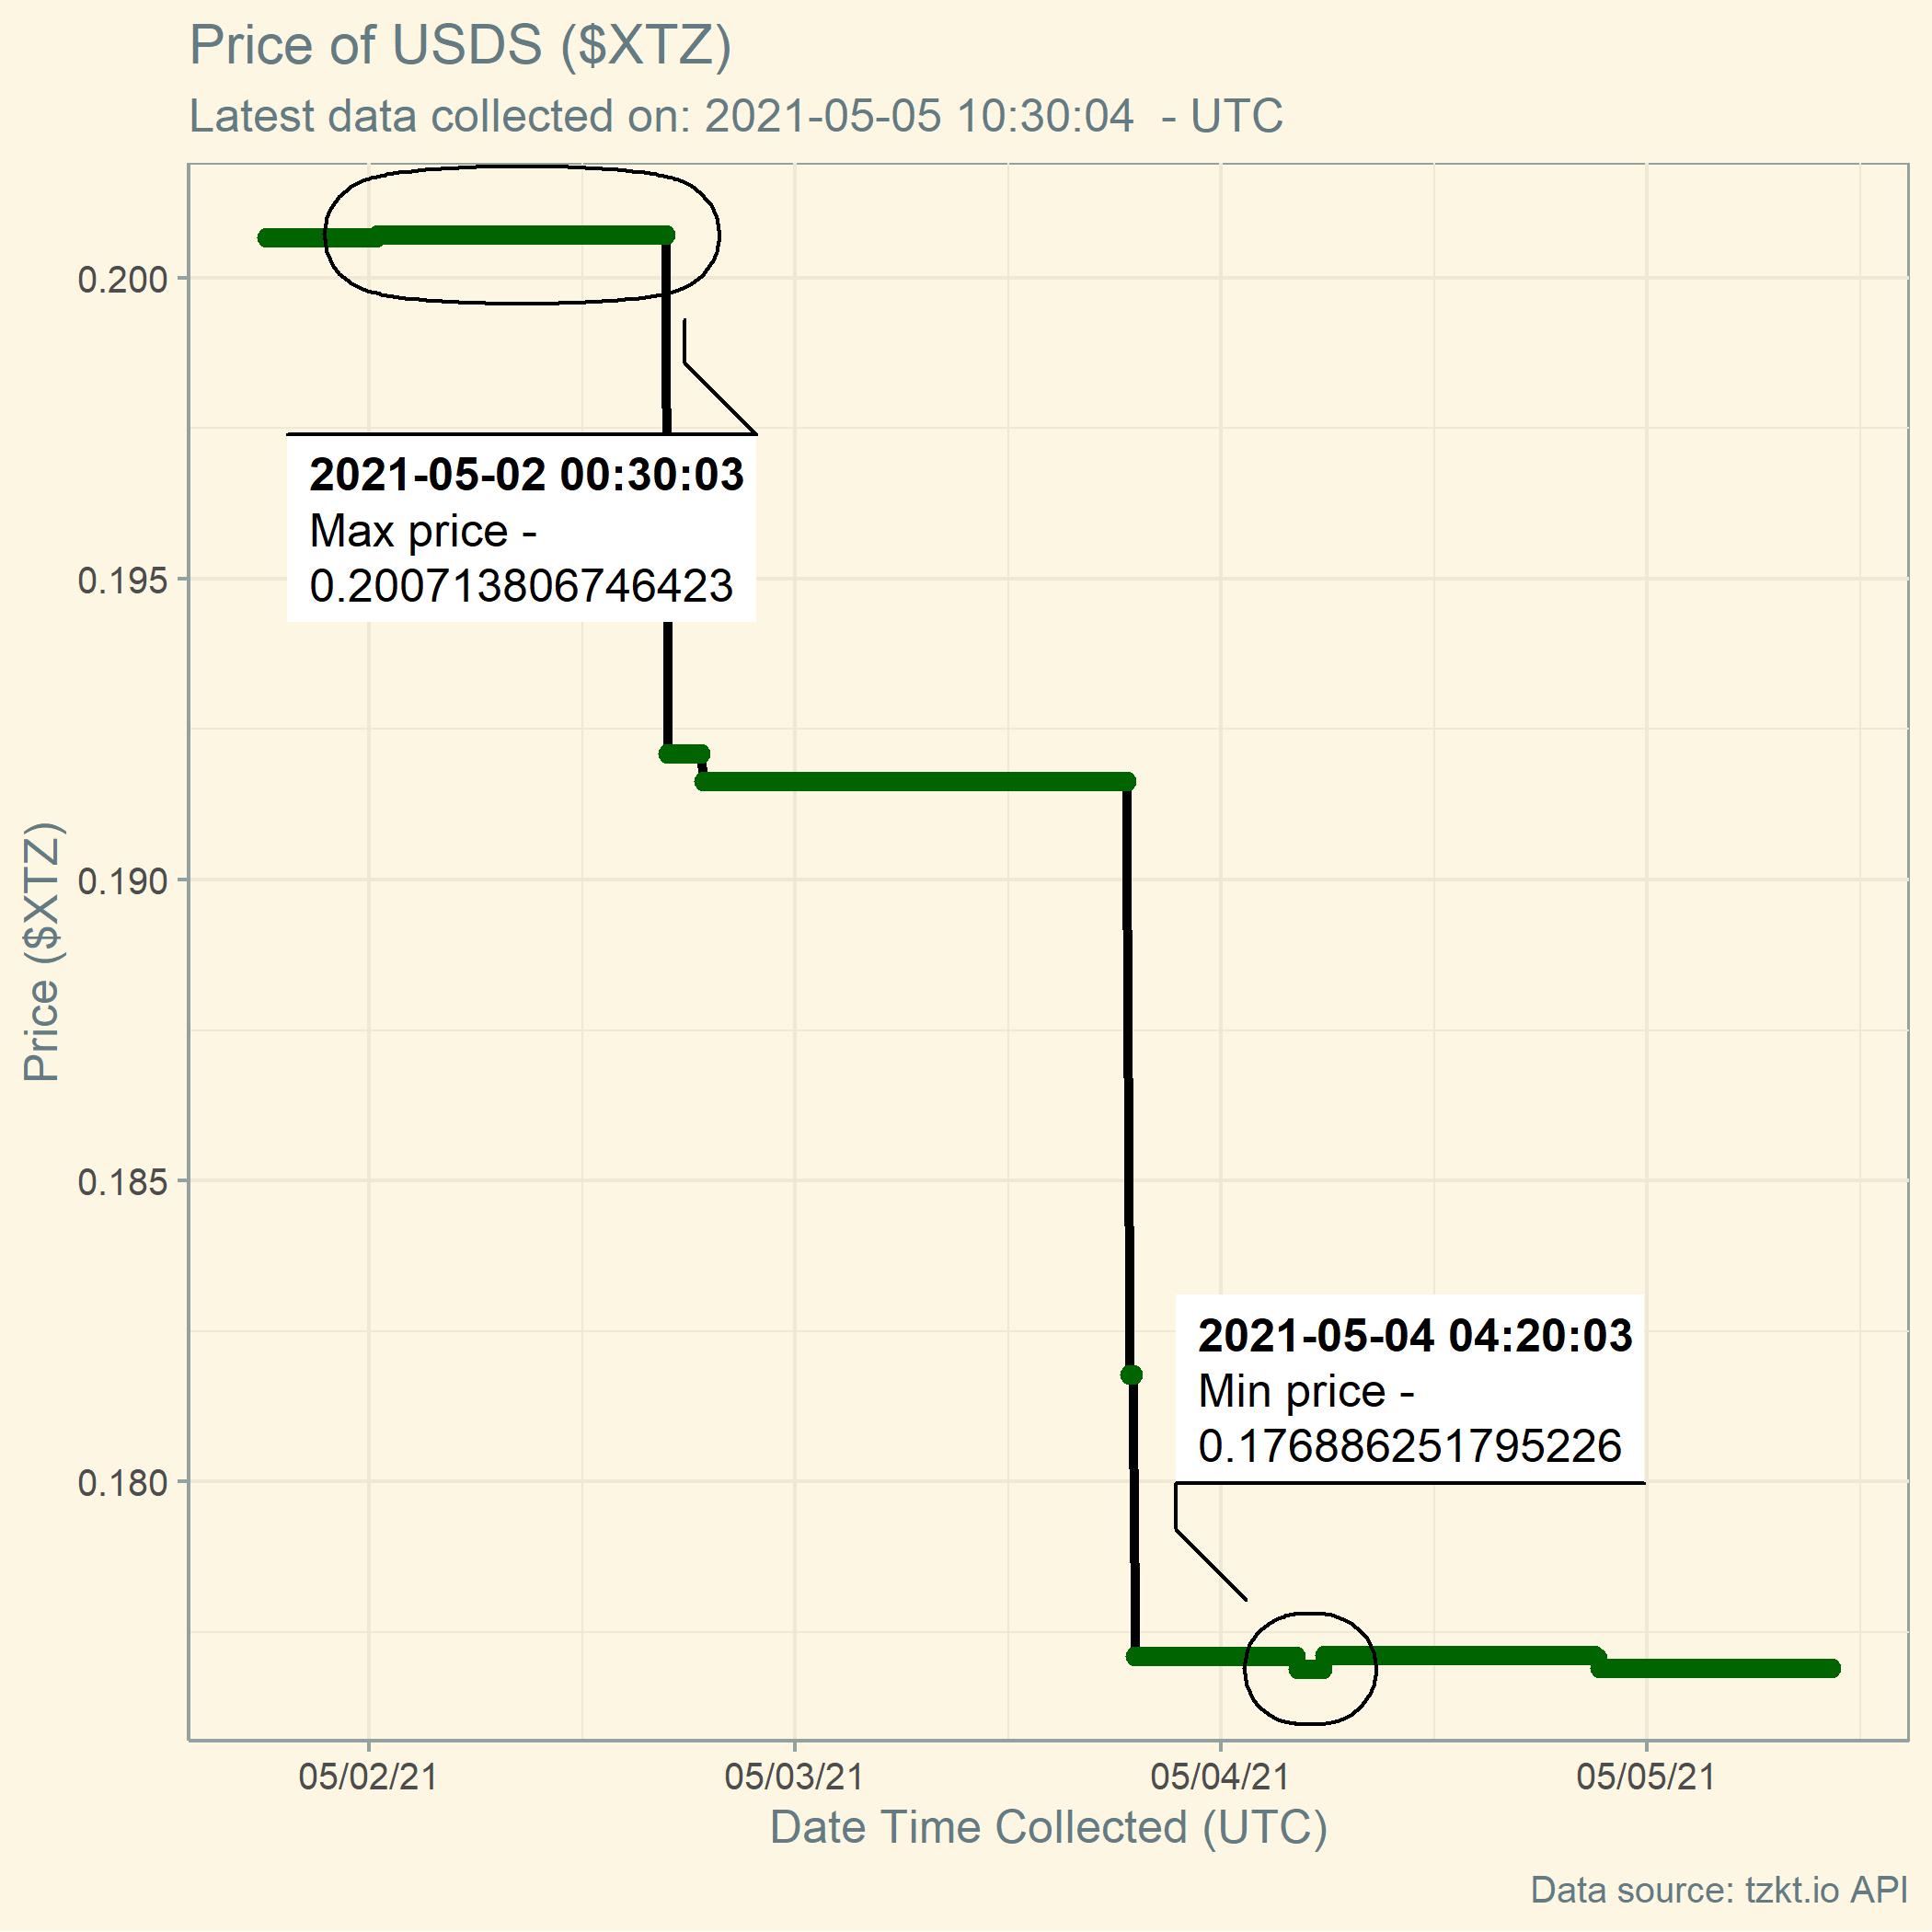 Price of USDS ($XTZ)
Latest data collected on: 2021-05-05 10:30:04  - UTC
Price ($XTZ)
0.200
0.195
0.190
0.185
0.180
2021-05-02 00:30:03
Max price -
0.200713806746423
2021-05-04 04:20:03
Min price -
0.176886251795226
05/02/21
05/03/21
05/04/21
05/05/21
Date Time Collected (UTC)
Data source: tzkt.io API